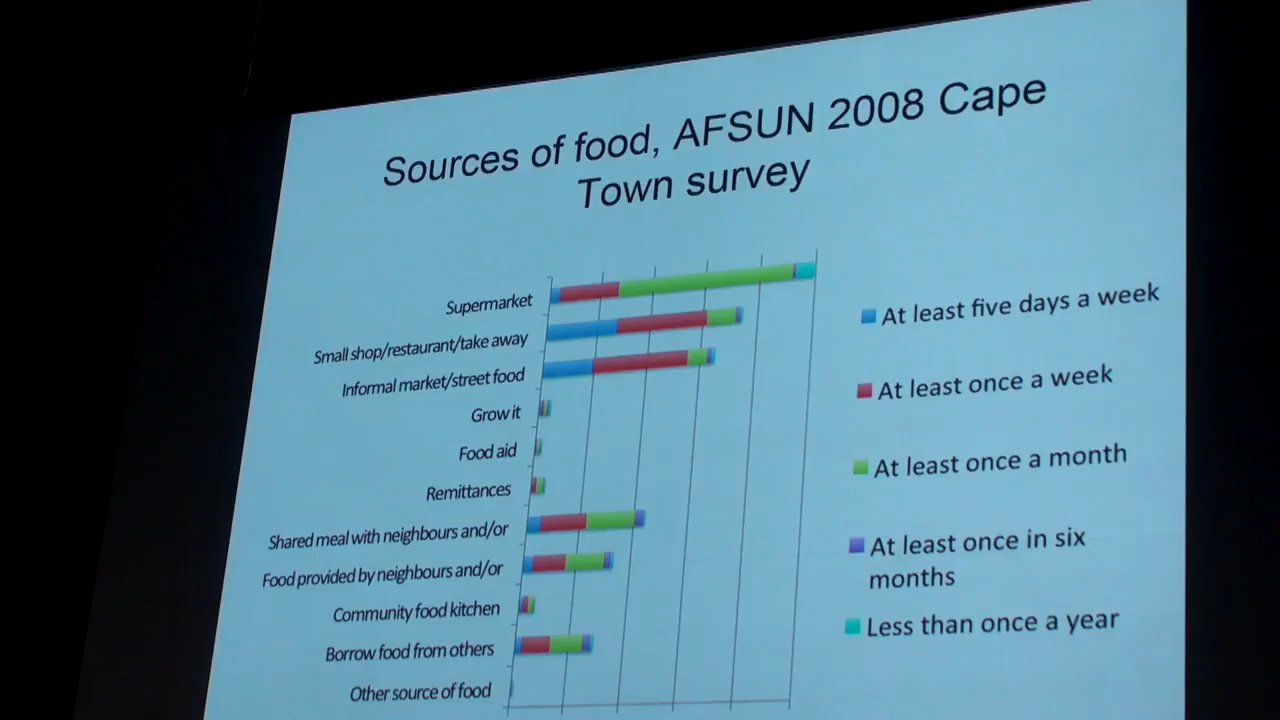 Sources of food, AFSUN 2008 Cape
Town survey
Supermarket
Small shop/restaurant/take away
Informal market/street food
Grow it
Food aid
Remittances
Shared meal with neighbours and/or
Food provided by neighbours and/or
Community food kitchen
Borrow food from others
Other source of food
At least five days a week
At least once a week
At least once a month
At least once in six
months
Less than once a year